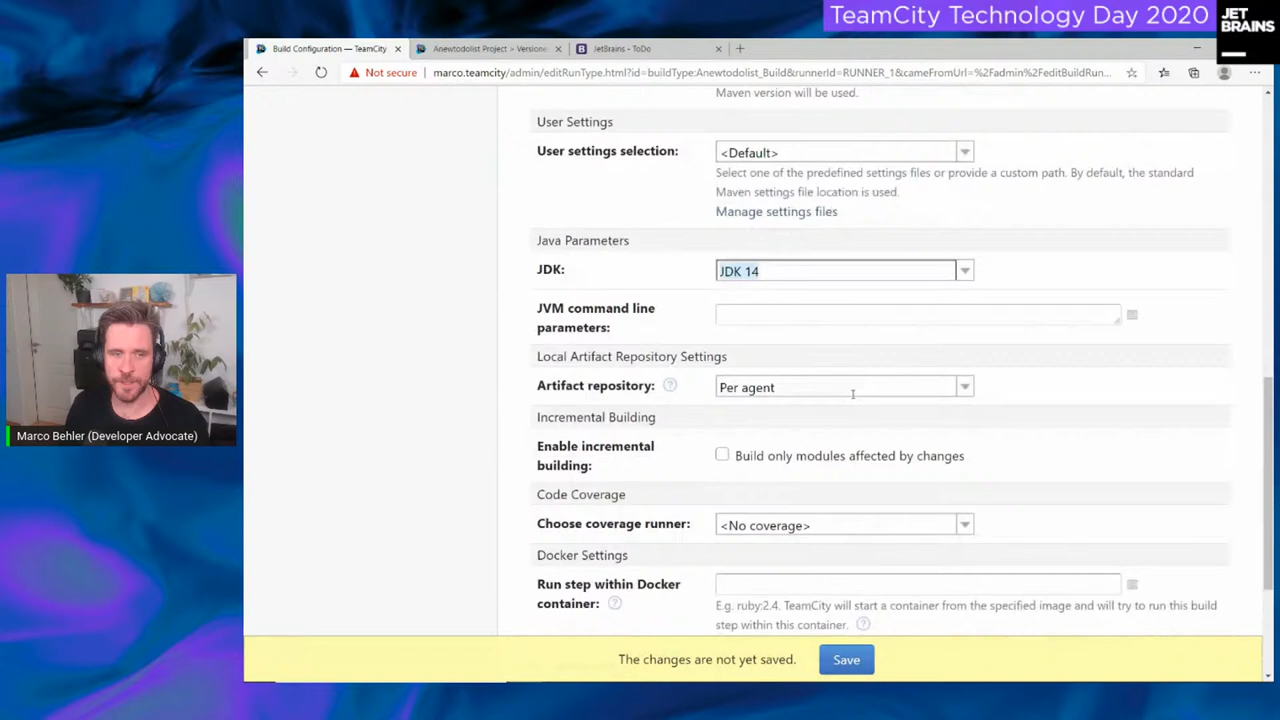 TeamCity Technology Day 2020
JET
BRAINS
Build Configuration — TeamCity
Anewtodolist Project > Versione
JetBrains - ToDo
Not secure
marco.teamcity/admin/editRunType.html?id=buildType:Anewtodolist_Build&runnerId=RUNNER_1&cameFromUrl=%2Fadmin%2FeditBuildRun...
Maven version will be used.
User Settings
User settings selection:
<Default>
Select one of the predefined settings files or provide a custom path. By default, the standard
Maven settings file location is used.
Manage settings files
Java Parameters
JDK:
JDK 14
JVM command line
parameters:
Local Artifact Repository Settings
Artifact repository:
Per agent
Incremental Building
Enable incremental
building:
Build only modules affected by changes
Code Coverage
Choose coverage runner:
<No coverage>
Docker Settings
Run step within Docker
container:
E.g. ruby:2.4. TeamCity will start a container from the specified image and will try to run this build
step within this container.
The changes are not yet saved.
Save
Marco Behler (Developer Advocate)